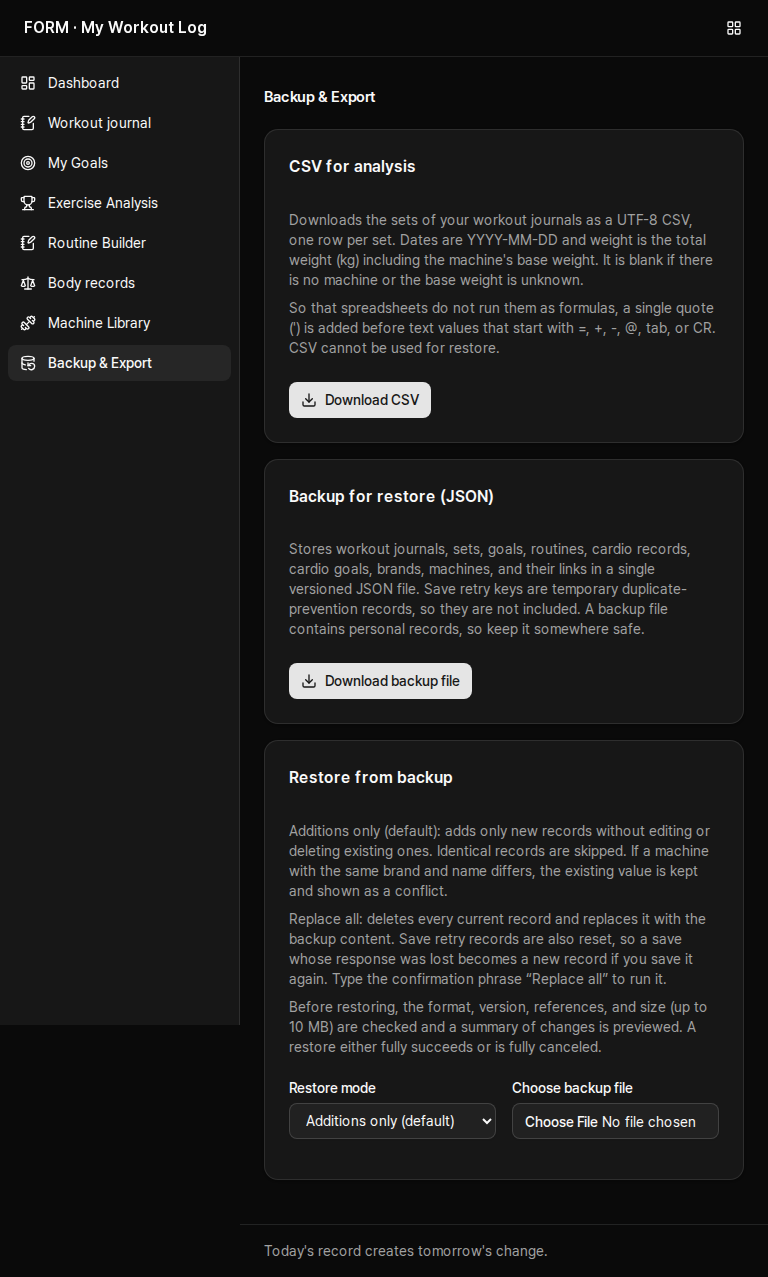 FORM · My Workout Log
Dashboard
Workout journal
My Goals
Exercise Analysis
Routine Builder
Body records
Machine Library
Backup & Export
Backup & Export
CSV for analysis
Downloads the sets of your workout journals as a UTF-8 CSV,
one row per set. Dates are YYYY-MM-DD and weight is the total
weight (kg) including the machine's base weight. It is blank if there
is no machine or the base weight is unknown.
So that spreadsheets do not run them as formulas, a single quote
(') is added before text values that start with =, +, -, @, tab, or CR.
CSV cannot be used for restore.
Download CSV
Backup for restore (JSON)
Stores workout journals, sets, goals, routines, cardio records,
cardio goals, brands, machines, and their links in a single
versioned JSON file. Save retry keys are temporary duplicate-
prevention records, so they are not included. A backup file
contains personal records, so keep it somewhere safe.
Download backup file
Restore from backup
Additions only (default): adds only new records without editing or
deleting existing ones. Identical records are skipped. If a machine
with the same brand and name differs, the existing value is kept
and shown as a conflict.
Replace all: deletes every current record and replaces it with the
backup content. Save retry records are also reset, so a save
whose response was lost becomes a new record if you save it
again. Type the confirmation phrase “Replace all” to run it.
Before restoring, the format, version, references, and size (up to
10 MB) are checked and a summary of changes is previewed. A
restore either fully succeeds or is fully canceled.
Restore mode
Choose backup file
Additions only (default)
Choose File No file chosen
Today's record creates tomorrow's change.